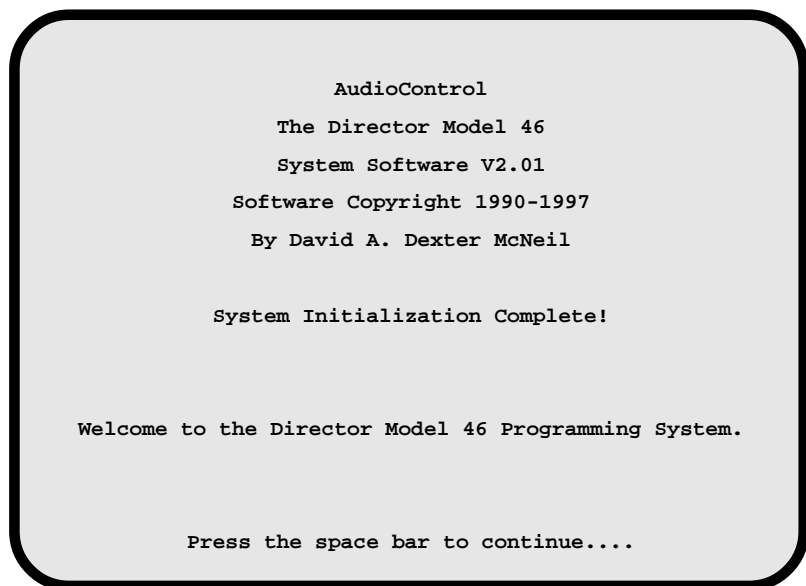 AudioControl
The Director Model 46
System Software V2.01
Software Copyright 1990-1997
By David A. Dexter McNeil
System Initialization Complete!
Welcome to the Director Model 46 Programming System.
Press the space bar to continue....